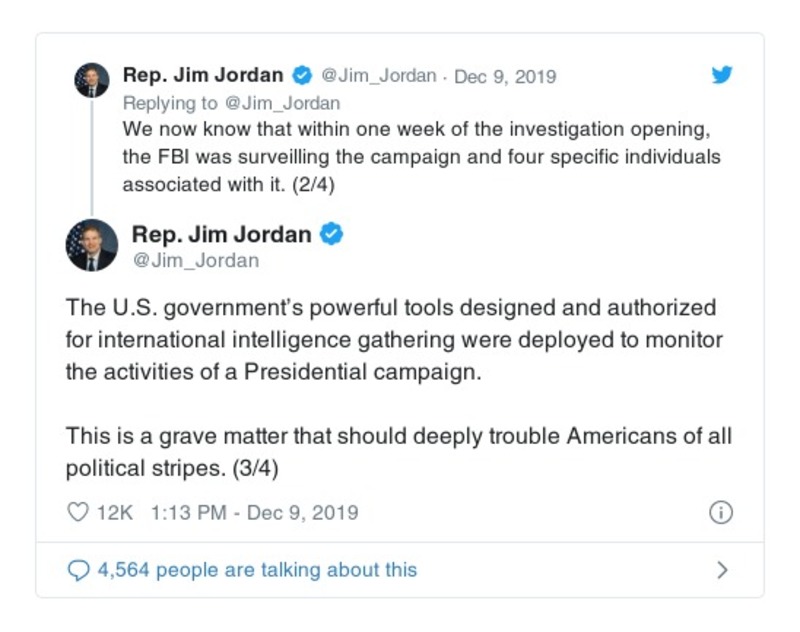 Rep. Jim Jordan @Jim_Jordan · Dec 9, 2019
Replying to @Jim_Jordan
We now know that within one week of the investigation opening,
the FBI was surveilling the campaign and four specific individuals
associated with it. (2/4)
Rep. Jim Jordan
@Jim_Jordan
The U.S. government’s powerful tools designed and authorized
for international intelligence gathering were deployed to monitor
the activities of a Presidential campaign.
This is a grave matter that should deeply trouble Americans of all
political stripes. (3/4)
12K 1:13 PM - Dec 9, 2019
4,564 people are talking about this